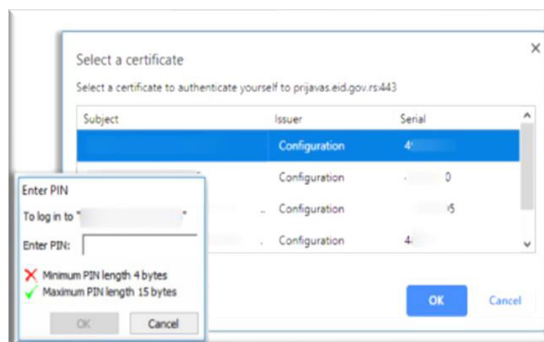 Select a certificate
Select a certificate to authenticate yourself to prijavas.eid.gov.rs:443
Subject Issuer Serial
Configuration
Configuration
Configuration
Configuration
Enter PIN
To log in to "
Enter PIN:
Minimum PIN length 4 bytes
Maximum PIN length 15 bytes
OK Cancel
OK Cancel